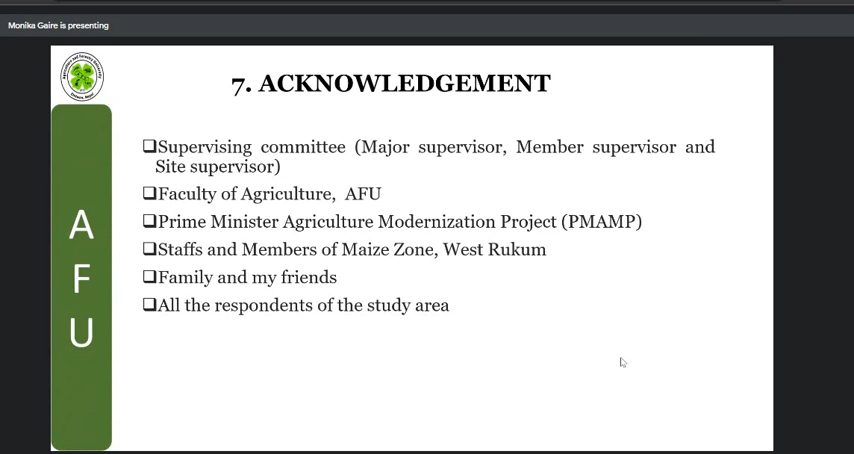 Monika Gaire is presenting
7. ACKNOWLEDGEMENT
❑Supervising committee (Major supervisor, Member supervisor and
Site supervisor)
❑Faculty of Agriculture, AFU
❑Prime Minister Agriculture Modernization Project (PMAMP)
❑Staffs and Members of Maize Zone, West Rukum
❑Family and my friends
❑All the respondents of the study area
A
F
U